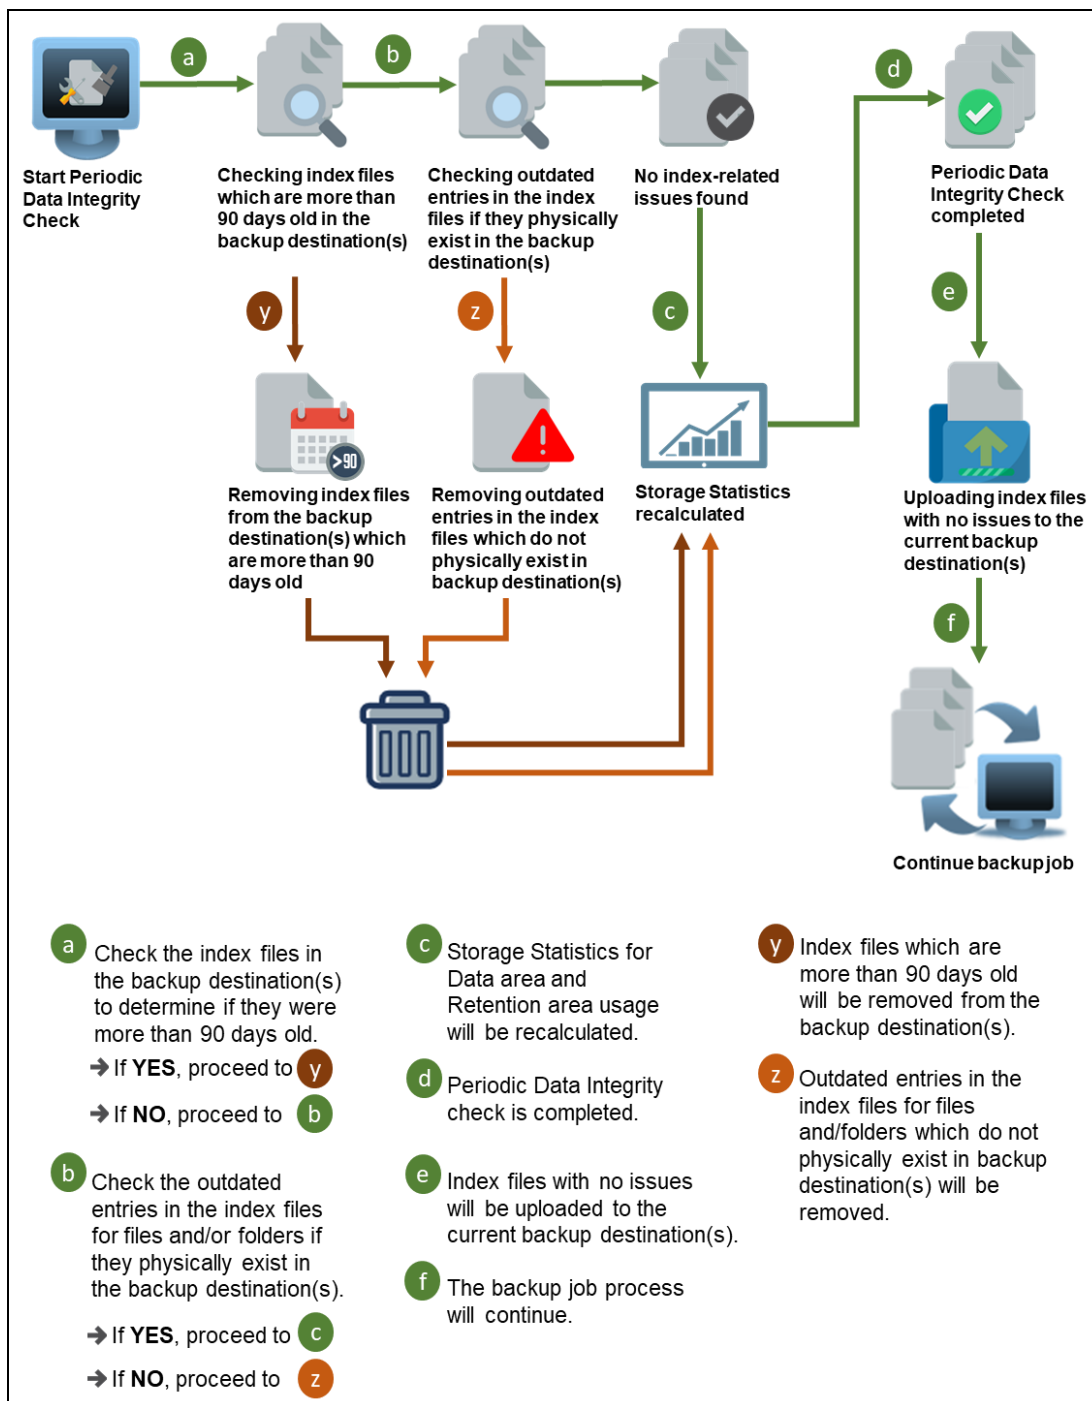 a
b
d
Start Periodic
Data Integrity
Check
Checking index files
which are more than
90 days old in the
backup destination(s)
Checking outdated
entries in the index
files if they physically
exist in the backup
destination(s)
No index-related
issues found
Periodic Data
Integrity Check
completed
y
z
c
e
>90
Removing index files
from the backup
destination(s) which
are more than 90
days old
Removing outdated
entries in the index
files which do not
physically exist in
backup destination(s)
Storage Statistics
recalculated
Uploading index files
with no issues to the
current backup
destination(s)
f
Continue backup job
a
Check the index files in
the backup destination(s)
to determine if they were
more than 90 days old.
→ If YES, proceed to y
→ If NO, proceed to b
b
Check the outdated
entries in the index files
for files and/or folders if
they physically exist in
the backup destination(s).
→ If YES, proceed to c
→ If NO, proceed to z
c
Storage Statistics for
Data area and
Retention area usage
will be recalculated.
d
Periodic Data Integrity
check is completed.
e
Index files with no issues
will be uploaded to the
current backup destination(s).
f
The backup job process
will continue.
y
Index files which are
more than 90 days old
will be removed from the
backup destination(s).
z
Outdated entries in the
index files for files
and/folders which do not
physically exist in backup
destination(s) will be
removed.